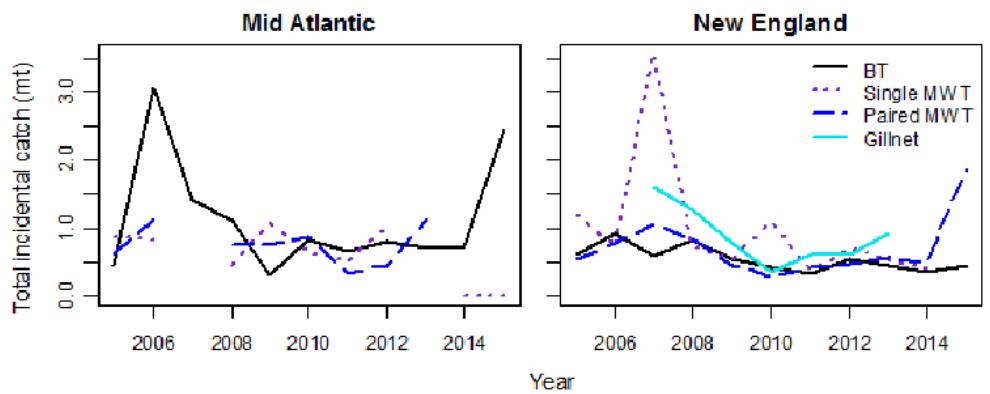 Mid Atlantic
New England
Total incidental catch (mt)
3.0
2.0
1.0
0.0
BT
Single MWT
Paired MWT
Gillnet
2006 2008 2010 2012 2014
2006 2008 2010 2012 2014
Year